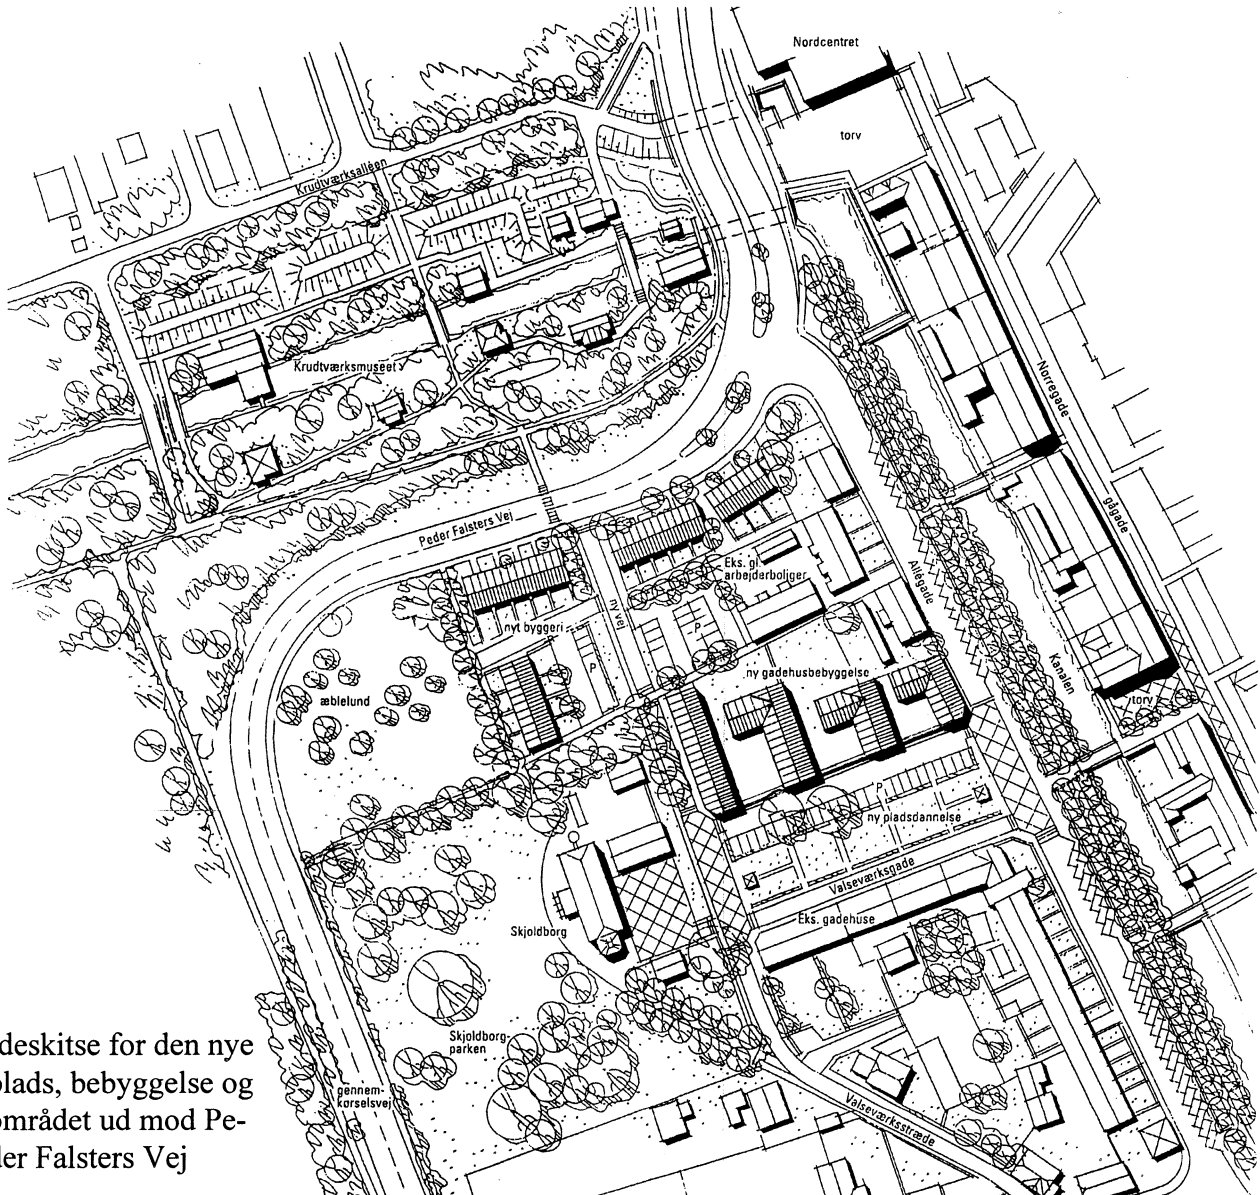 Nordcentret
torv
Krudtværksalléen
Krudtværksmuseet
Nørregade
gågade
Peder Falsters Vej
Eks. gl.
arbejderboliger
Allégade
ny vej
nyt byggeri
P
P
Kanalen
ny gadehusbebyggelse
æblelund
torv
P
ny pladsdannelse
Valseværksgade
Eks. gadehuse
Skjoldborg
Skjoldborg-
parken
gennem-
kørselsvej
Valseværksstræde
deskitse for den nye
plads, bebyggelse og
området ud mod Pe-
der Falsters Vej